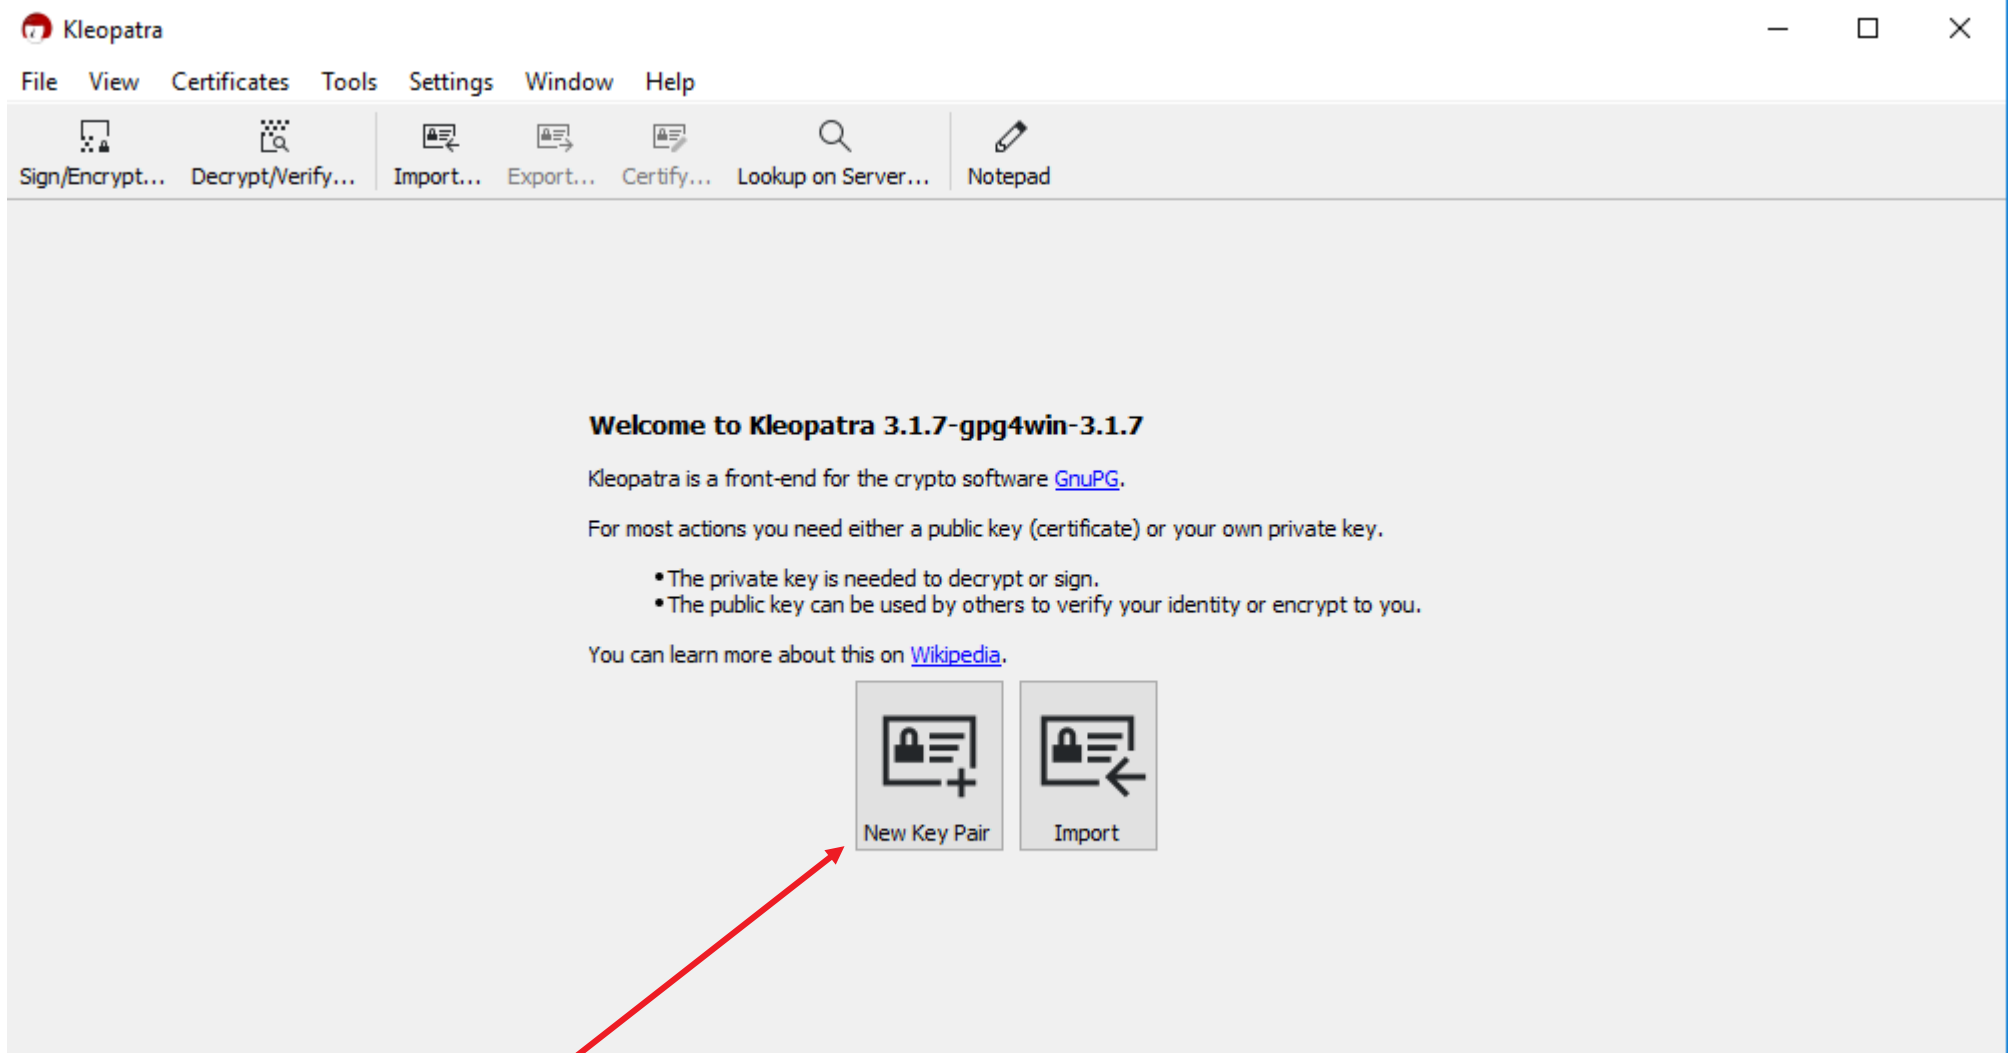 Kleopatra
File View Certificates Tools Settings Window Help
Sign/Encrypt... Decrypt/Verify... Import... Export... Certify... Lookup on Server... Notepad
Welcome to Kleopatra 3.1.7-gpg4win-3.1.7
Kleopatra is a front-end for the crypto software GnuPG.
For most actions you need either a public key (certificate) or your own private key.
•The private key is needed to decrypt or sign.
•The public key can be used by others to verify your identity or encrypt to you.
You can learn more about this on Wikipedia.
New Key Pair Import